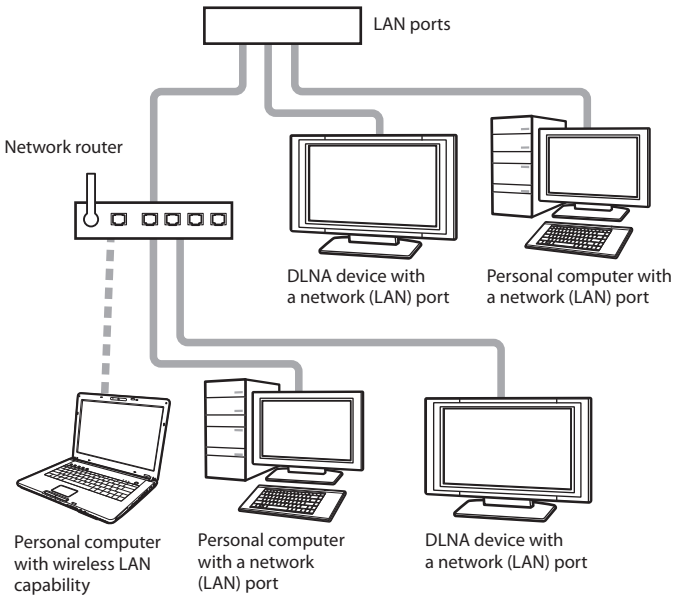 LAN ports
Network router
DLNA device with
a network (LAN) port
Personal computer with
a network (LAN) port
Personal computer
with wireless LAN
capability
Personal computer
with a network
(LAN) port
DLNA device with
a network (LAN) port